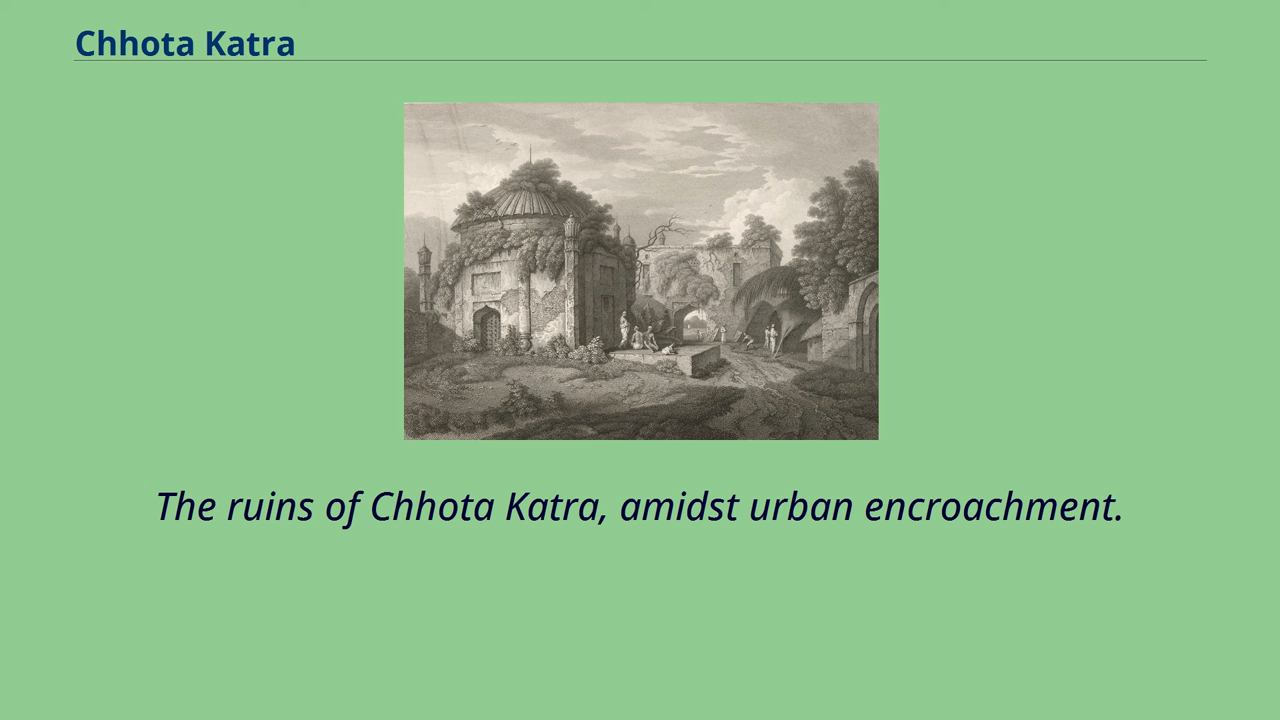 Chhota Katra
The ruins of Chhota Katra, amidst urban encroachment.